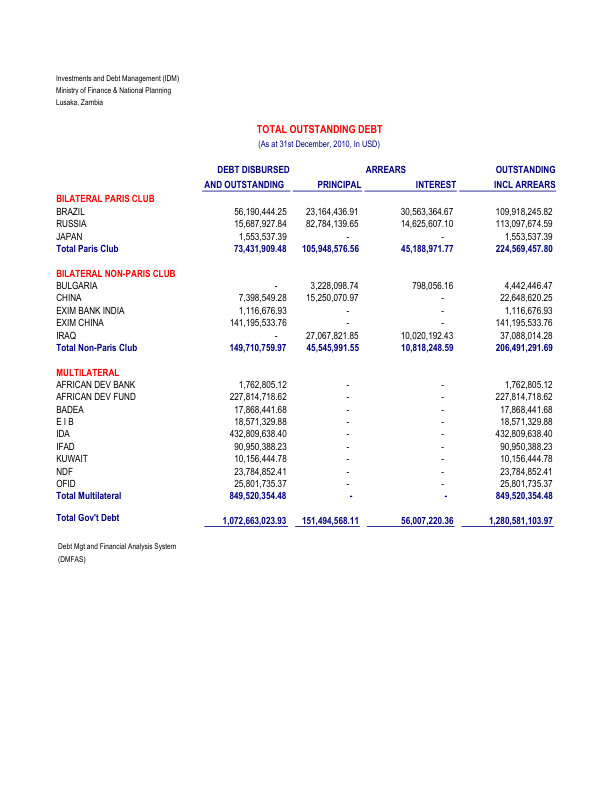 Investments and Debt Management (IDM)
Ministry of Finance & National Planning
Lusaka, Zambia
TOTAL OUTSTANDING DEBT
(As at 31st December, 2010, In USD)
DEBT DISBURSED ARREARS OUTSTANDING
AND OUTSTANDING PRINCIPAL INTEREST INCL ARREARS
BILATERAL PARIS CLUB
BRAZIL 56,190,444.25 23,164,436.91 30,563,364.67 109,918,245.82
RUSSIA 15,687,927.84 82,784,139.65 14,625,607.10 113,097,674.59
JAPAN 1,553,537.39 - - 1,553,537.39
Total Paris Club 73,431,909.48 105,948,576.56 45,188,971.77 224,569,457.80
BILATERAL NON-PARIS CLUB
BULGARIA - 3,228,098.74 798,056.16 4,442,446.47
CHINA 7,398,549.28 15,250,070.97 - 22,648,620.25
EXIM BANK INDIA 1,116,676.93 - - 1,116,676.93
EXIM CHINA 141,195,533.76 - - 141,195,533.76
IRAQ - 27,067,821.85 10,020,192.43 37,088,014.28
Total Non-Paris Club 149,710,759.97 45,545,991.55 10,818,248.59 206,491,291.69
MULTILATERAL
AFRICAN DEV BANK 1,762,805.12 - - 1,762,805.12
AFRICAN DEV FUND 227,814,718.62 - - 227,814,718.62
BADEA 17,868,441.68 - - 17,868,441.68
E I B 18,571,329.88 - - 18,571,329.88
IDA 432,809,638.40 - - 432,809,638.40
IFAD 90,950,388.23 - - 90,950,388.23
KUWAIT 10,156,444.78 - - 10,156,444.78
NDF 23,784,852.41 - - 23,784,852.41
OFID 25,801,735.37 - - 25,801,735.37
Total Multilateral 849,520,354.48 - - 849,520,354.48
Total Gov't Debt 1,072,663,023.93 151,494,568.11 56,007,220.36 1,280,581,103.97
Debt Mgt and Financial Analysis System
(DMFAS)